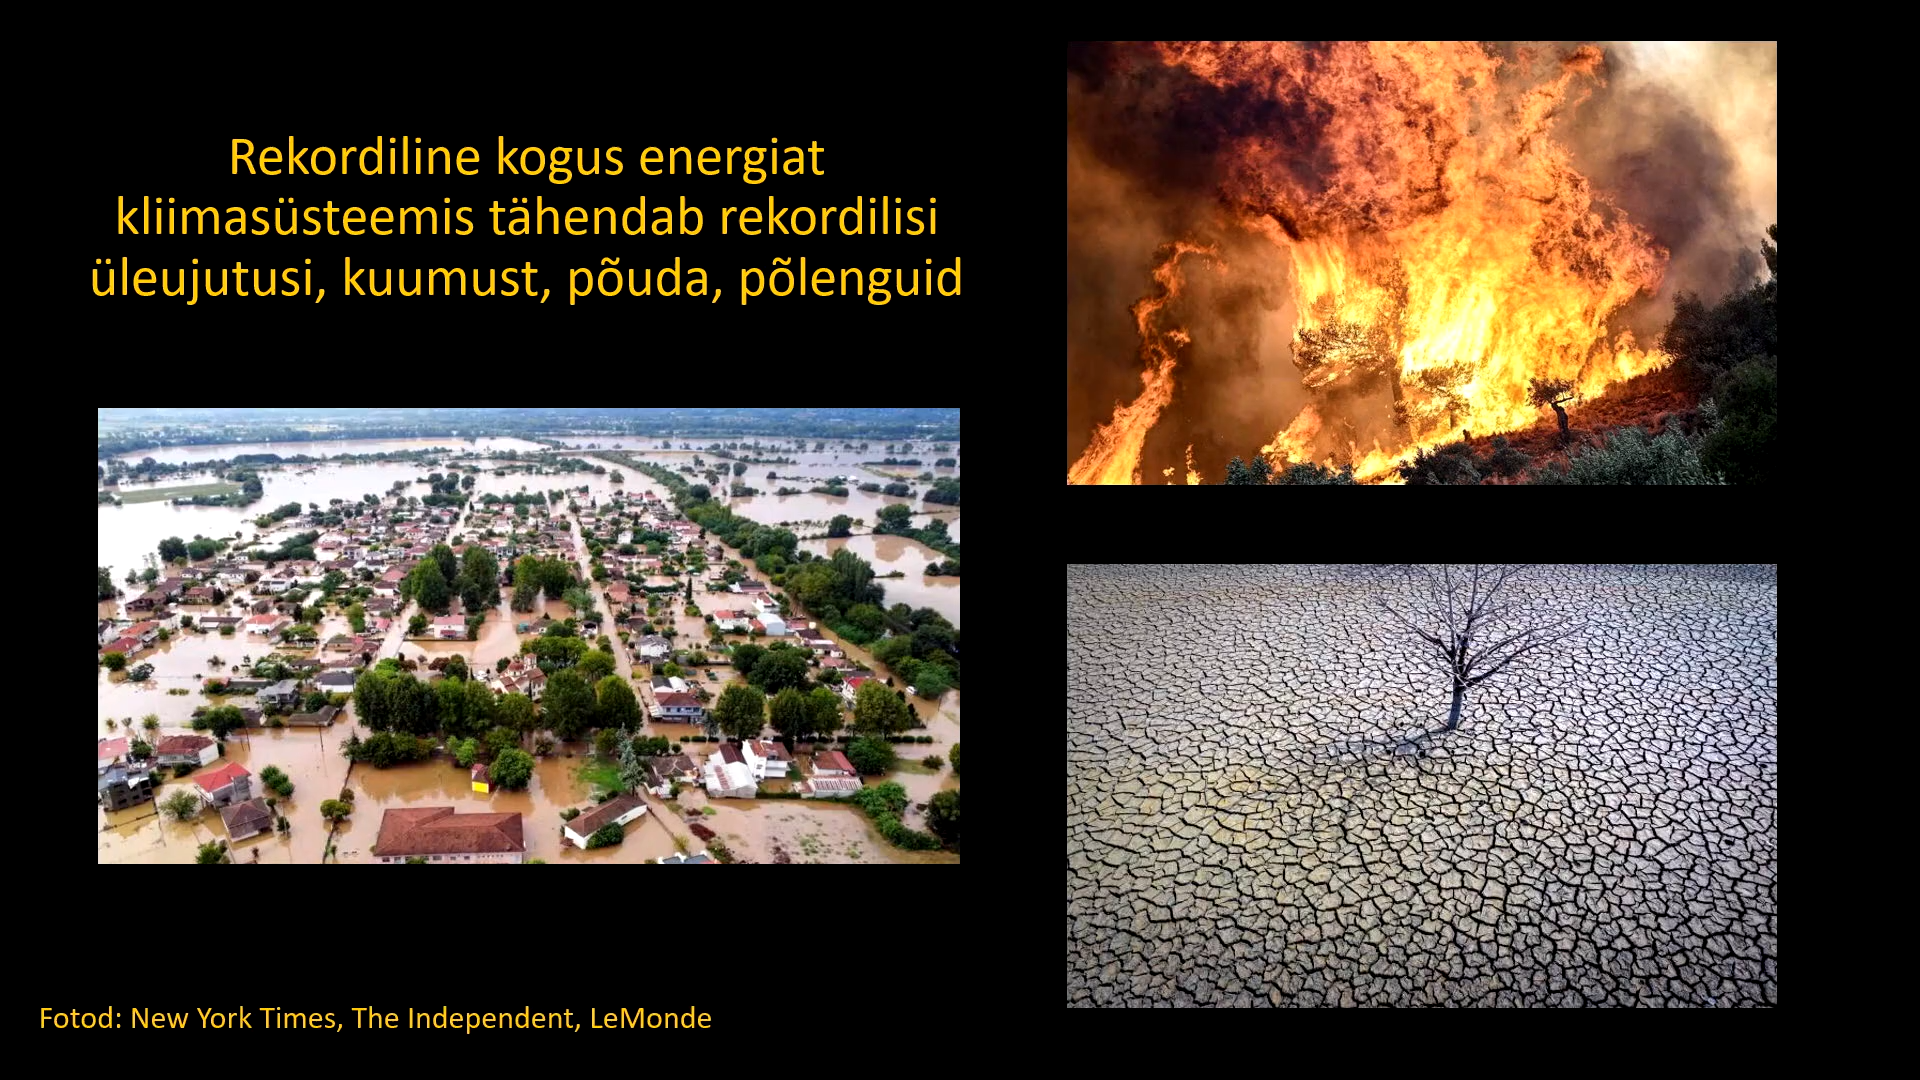 Rekordiline kogus energiat
kliimasüsteemis tähendab rekordilisi
üleujutusi, kuumust, põuda, põlenguid
Fotod: New York Times, The Independent, LeMonde